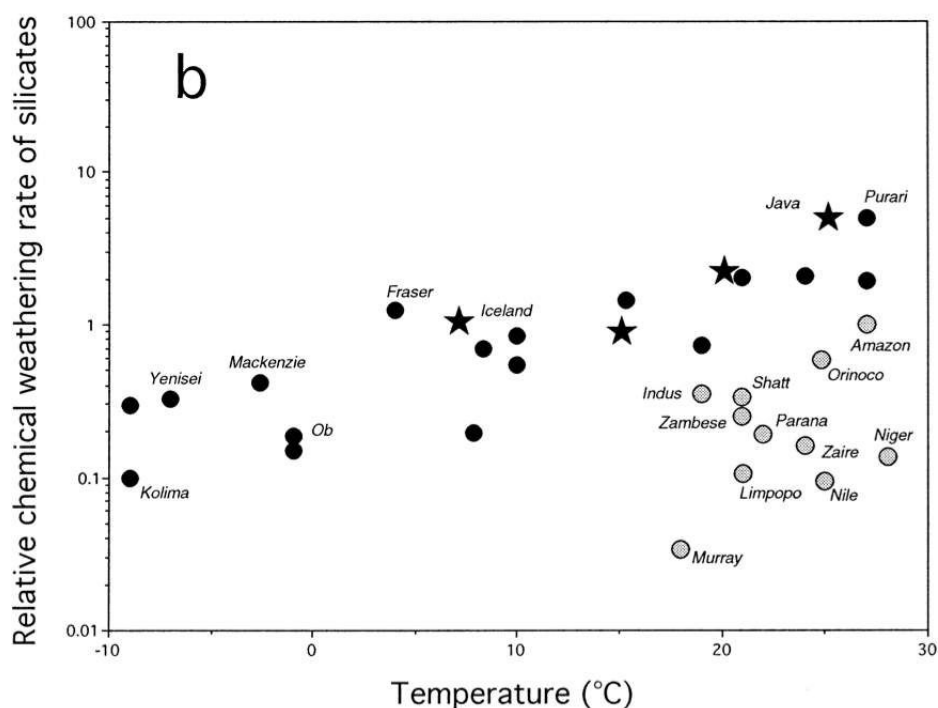 Relative chemical weathering rate of silicates
100
b
10
Java
Purari
Fraser
Iceland
1
Amazon
Mackenzie
Orinoco
Yenisei
Indus
Shatt
Zambese
Ob
Parana
Niger
Zaire
0.1
Kolima
Limpopo
Nile
Murray
0.01
-10
0
10
20
30
Temperature (°C)